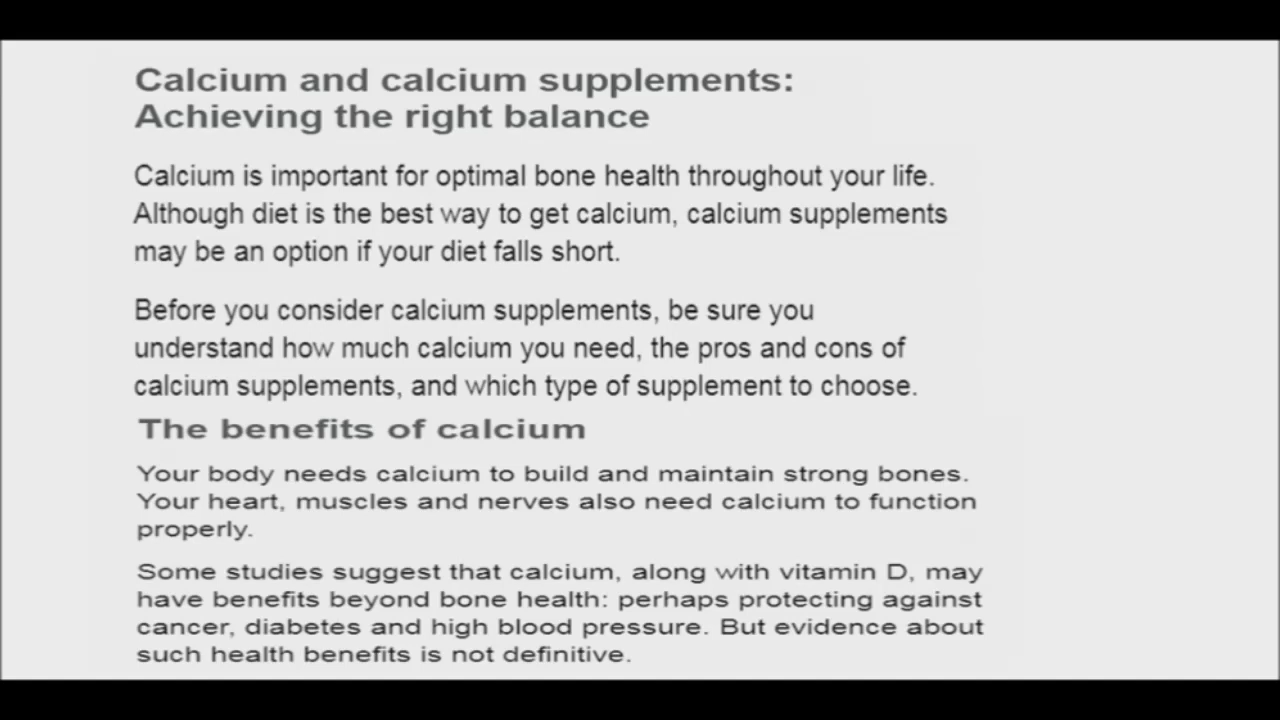 Calcium and calcium supplements:
Achieving the right balance
Calcium is important for optimal bone health throughout your life.
Although diet is the best way to get calcium, calcium supplements
may be an option if your diet falls short.
Before you consider calcium supplements, be sure you
understand how much calcium you need, the pros and cons of
calcium supplements, and which type of supplement to choose.
The benefits of calcium
Your body needs calcium to build and maintain strong bones.
Your heart, muscles and nerves also need calcium to function
properly.
Some studies suggest that calcium, along with vitamin D, may
have benefits beyond bone health: perhaps protecting against
cancer, diabetes and high blood pressure. But evidence about
such health benefits is not definitive.